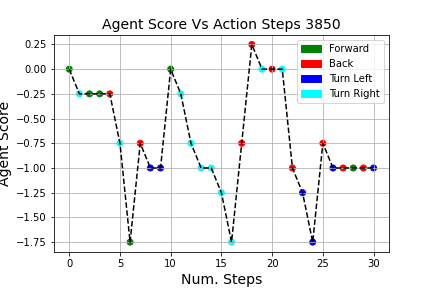 Agent Score Vs Action Steps 3850
Agent Score
0.25
0.00
−0.25
−0.50
−0.75
−1.00
−1.25
−1.50
−1.75
Forward
Back
Turn Left
Turn Right
0 5 10 15 20 25 30
Num. Steps